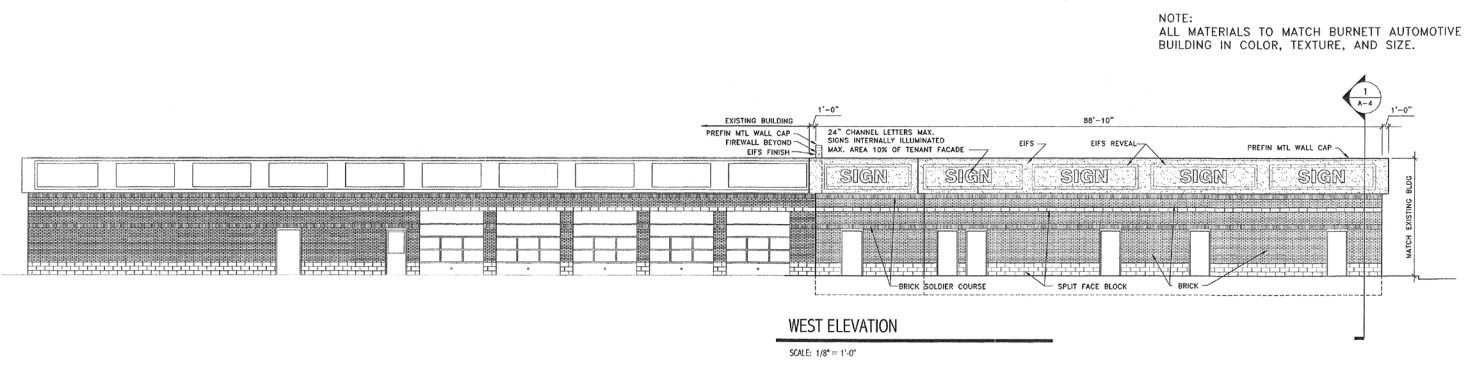 NOTE:
ALL MATERIALS TO MATCH BURNETT AUTOMOTIVE
BUILDING IN COLOR, TEXTURE, AND SIZE.
1
A-4
1'-0"
88'-10"
1'-0"
EXISTING BUILDING
PREFIN MTL WALL CAP
FIREWALL BEYOND
EIFS FINISH
24" CHANNEL LETTERS MAX.
SIGNS INTERNALLY ILLUMINATED
MAX. AREA 10% OF TENANT FACADE
EIFS
EIFS REVEAL
PREFIN MTL WALL CAP
SIGN
SIGN
SIGN
SIGN
SIGN
MATCH EXISTING BLDG
BRICK SOLDIER COURSE
SPLIT FACE BLOCK
BRICK
WEST ELEVATION
SCALE: 1/8" = 1'-0"